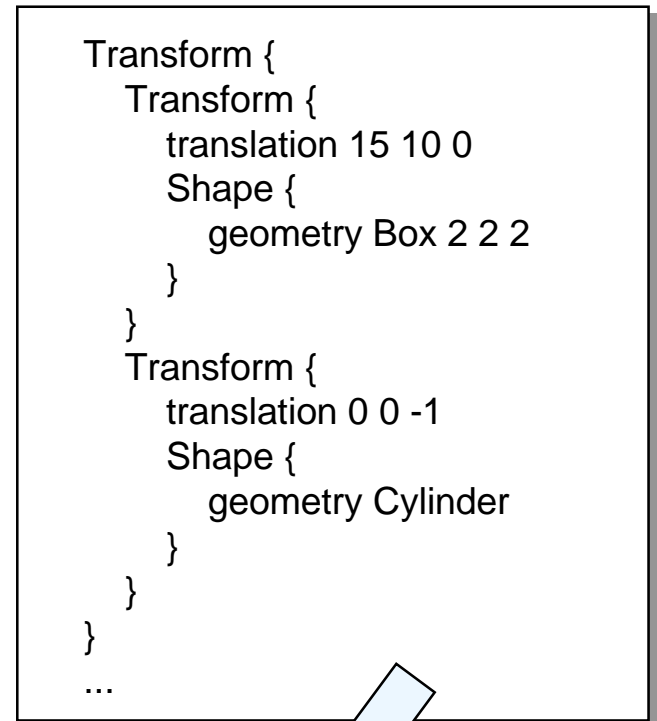 Transform {
Transform {
translation 15 10 0
Shape {
geometry Box 2 2 2
}
}
Transform {
translation 0 0 -1
Shape {
geometry Cylinder
}
}
}
...